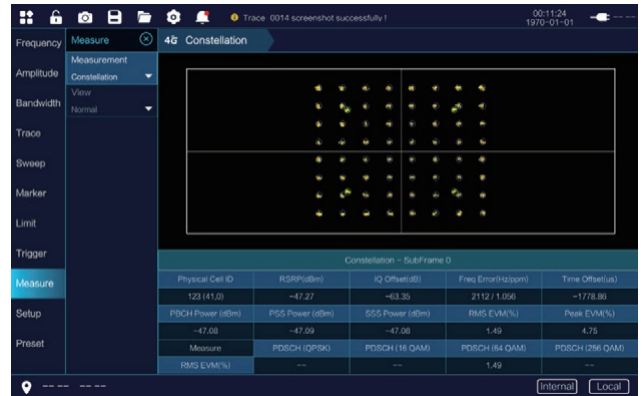 Trace 0014 screenshot successfully !
00:11:24
1970-01-01
Frequency
Amplitude
Bandwidth
Trace
Sweep
Marker
Limit
Trigger
Measure
Setup
Preset
Measure
Measurement
Constellation
View
Normal
4G Constellation
Constellation - SubFrame 0
Physical Cell ID RSRP(dBm) IQ Offset(dB) Freq Error(Hz/ppm) Time Offset(us)
123 (41,0) -47.27 -63.35 2112 / 1.056 -1778.86
PBCH Power (dBm) PSS Power (dBm) SSS Power (dBm) RMS EVM(%) Peak EVM(%)
-47.08 -47.09 -47.08 1.49 4.75
Measure PDSCH (QPSK) PDSCH (16 QAM) PDSCH (64 QAM) PDSCH (256 QAM)
RMS EVM(%) -- -- 1.49 --
-- -- -- --
Internal Local